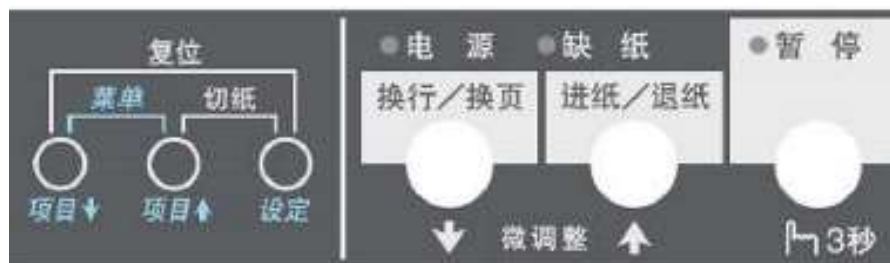 复位
菜单 切纸
项目 项目 设定
电源 缺纸 暂停
换行/换页 进纸/退纸
微调整 3秒